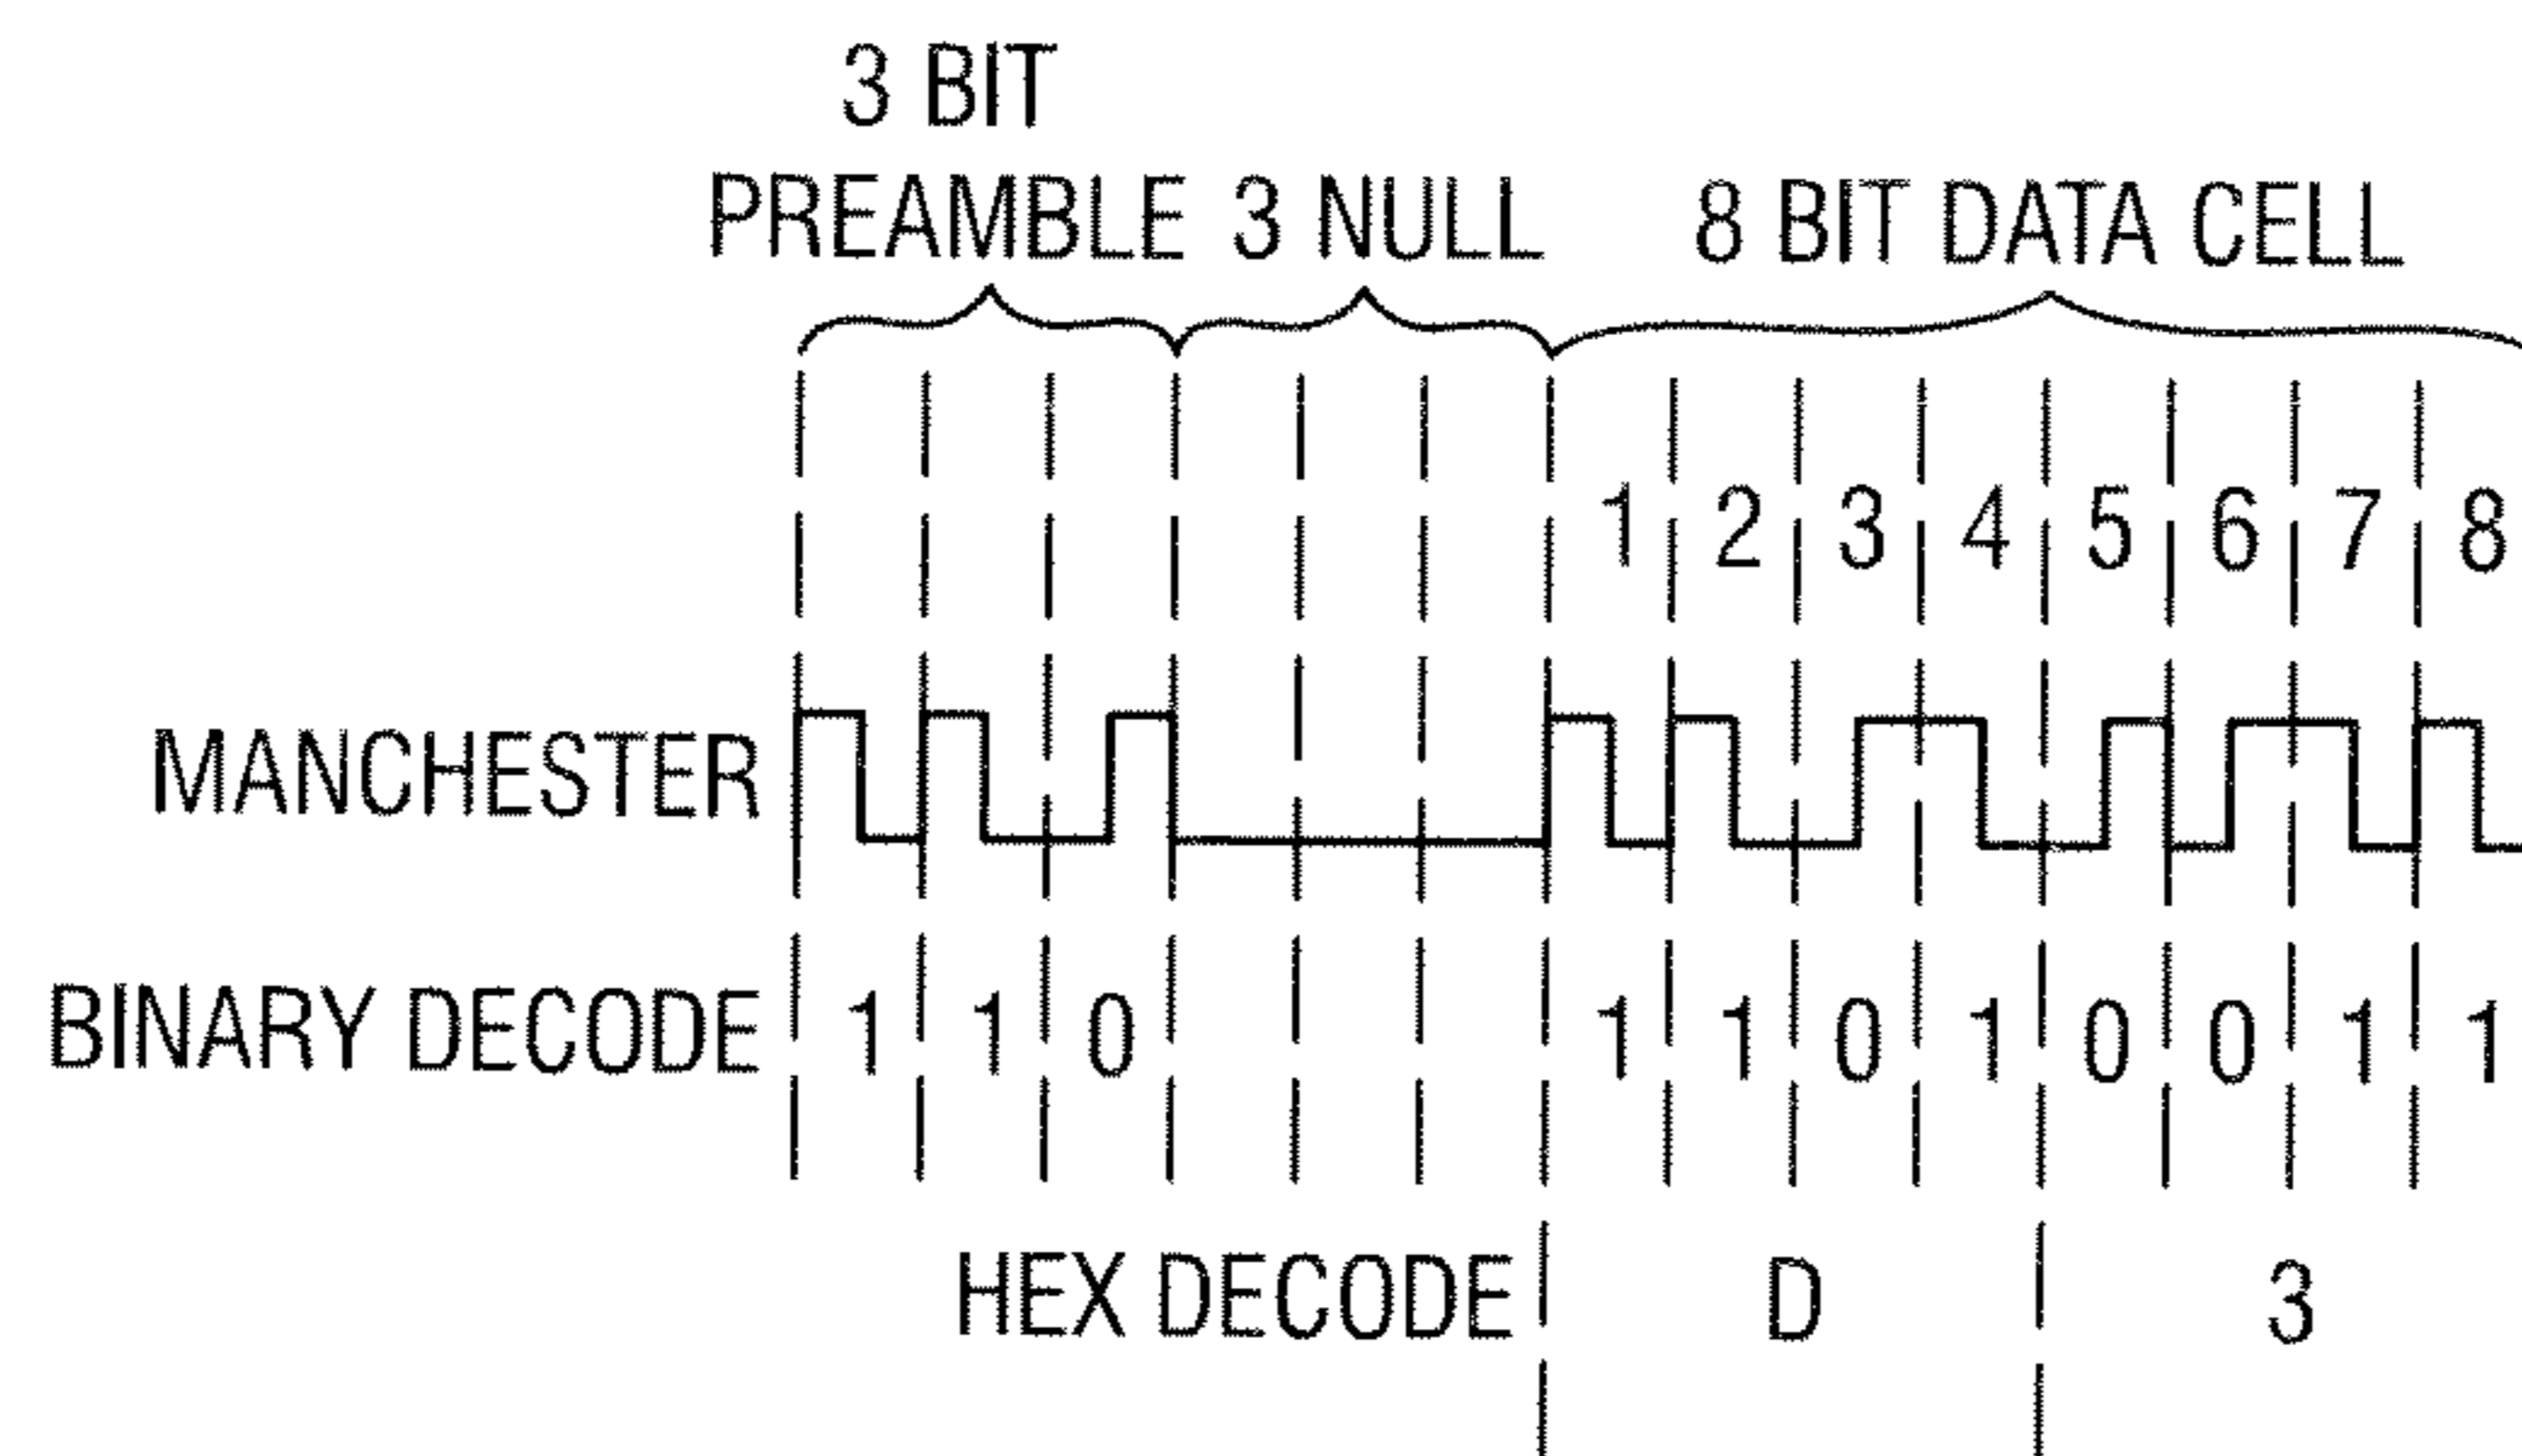 3 BIT
PREAMBLE 3 NULL 8 BIT DATA CELL
1 2 3 4 5 6 7 8
MANCHESTER
BINARY DECODE 1 1 0 1 1 0 1 0 0 1 1
HEX DECODE D 3